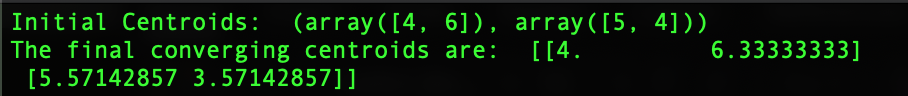 Initial Centroids:  (array([4, 6]), array([5, 4]))
The final converging centroids are:  [[4.         6.33333333]
 [5.57142857 3.57142857]]